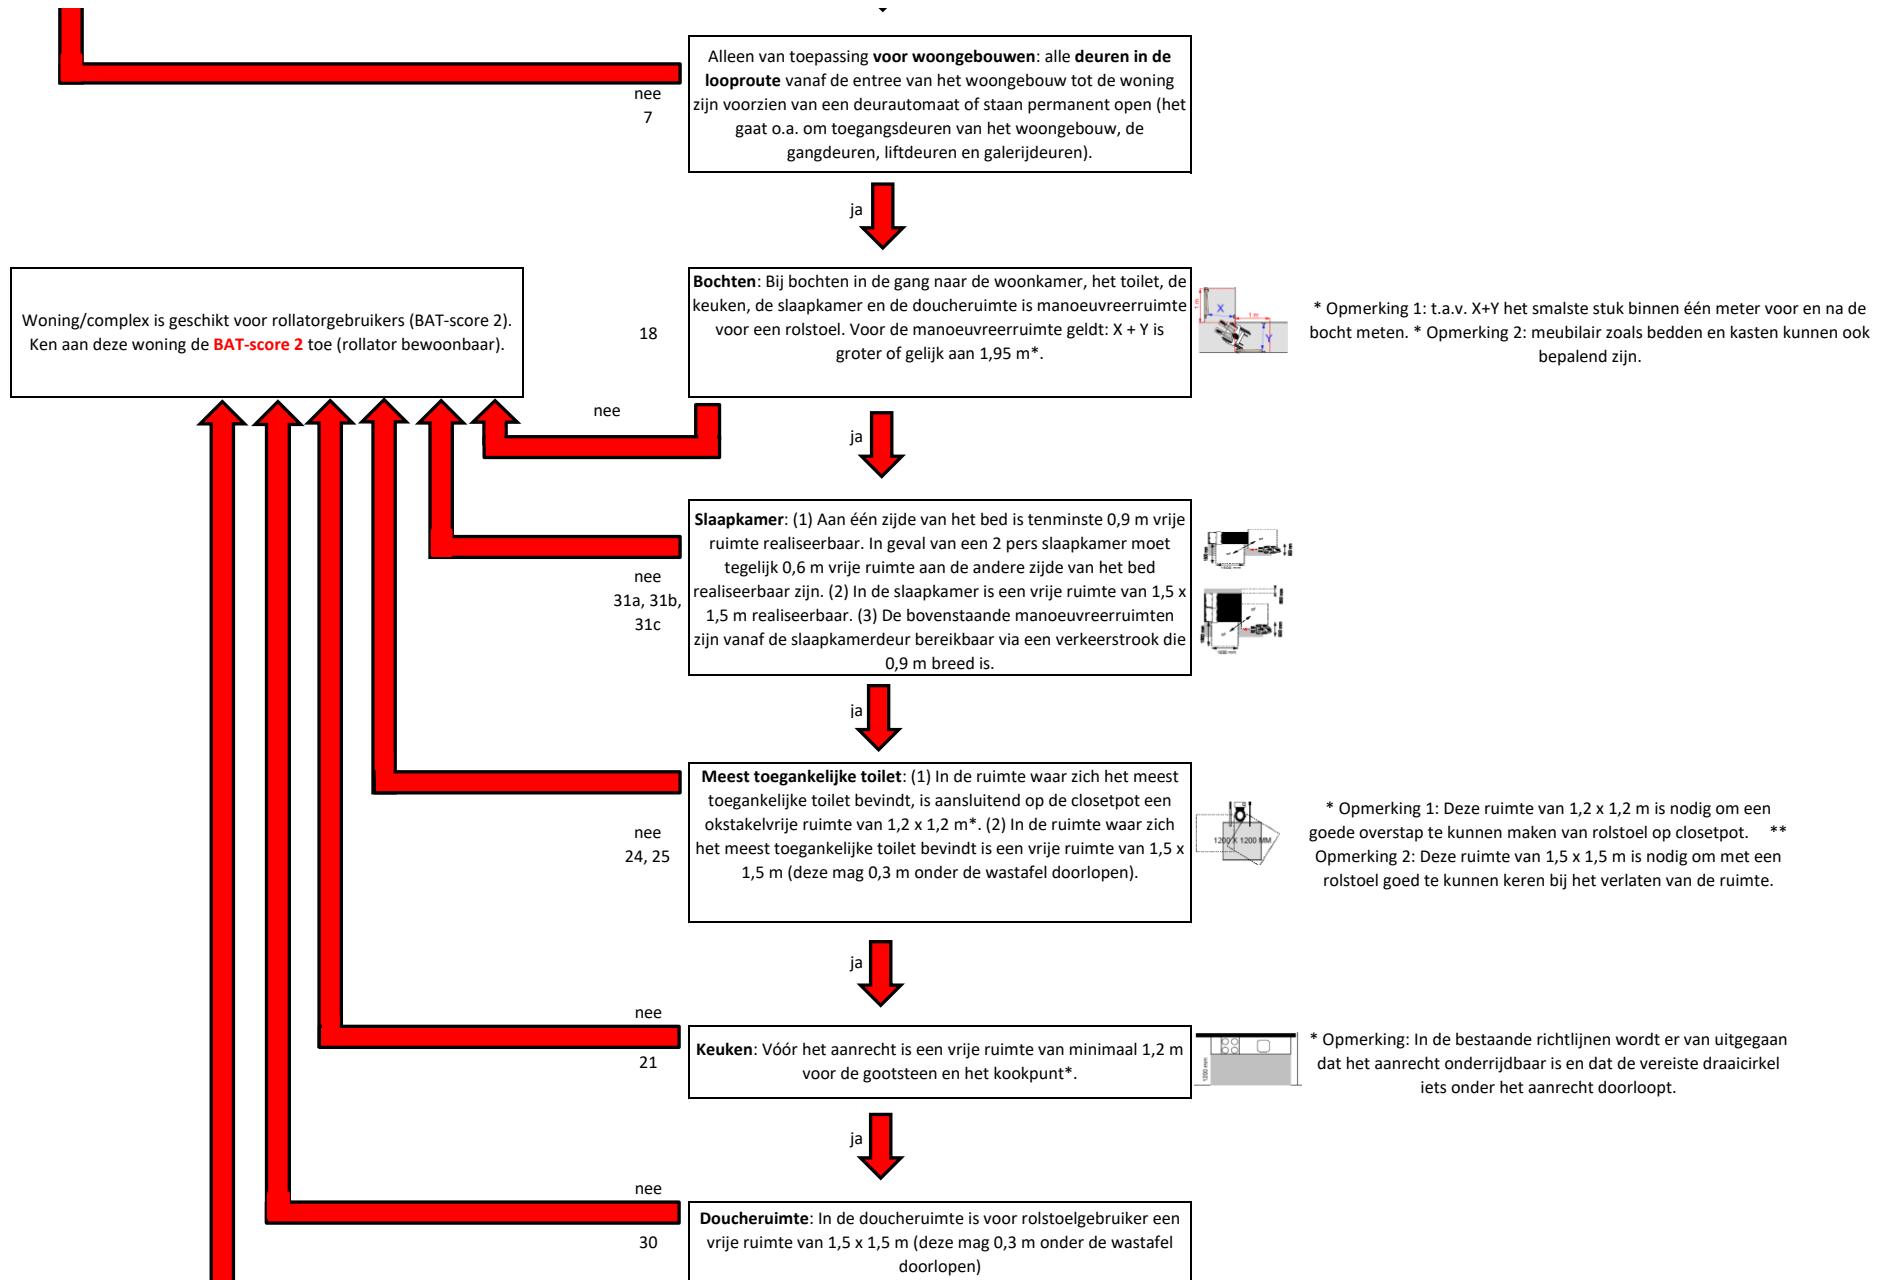 Alleen van toepassing voor woongebouwen: alle deuren in de
looproute vanaf de entree van het woongebouw tot de woning
zijn voorzien van een deurautomaat of staan permanent open (het
gaat o.a. om toegangsdeuren van het woongebouw, de
gangdeuren, liftdeuren en galerijdeuren).
nee
7
ja
Woning/complex is geschikt voor rollatorgebruikers (BAT-score 2).
Ken aan deze woning de BAT-score 2 toe (rollator bewoonbaar).
18
Bochten: Bij bochten in de gang naar de woonkamer, het toilet, de
keuken, de slaapkamer en de doucheruimte is manoeuvreerruimte
voor een rolstoel. Voor de manoeuvreerruimte geldt: X + Y is
groter of gelijk aan 1,95 m*.
1 m
X
1 m
Y
* Opmerking 1: t.a.v. X+Y het smalste stuk binnen één meter voor en na de
bocht meten. * Opmerking 2: meubilair zoals bedden en kasten kunnen ook
bepalend zijn.
nee
ja
Slaapkamer: (1) Aan één zijde van het bed is tenminste 0,9 m vrije
ruimte realiseerbaar. In geval van een 2 pers slaapkamer moet
tegelijk 0,6 m vrije ruimte aan de andere zijde van het bed
realiseerbaar zijn. (2) In de slaapkamer is een vrije ruimte van 1,5 x
1,5 m realiseerbaar. (3) De bovenstaande manoeuvreerruimten
zijn vanaf de slaapkamerdeur bereikbaar via een verkeerstrook die
0,9 m breed is.
nee
31a, 31b,
31c
ja
Meest toegankelijke toilet: (1) In de ruimte waar zich het meest
toegankelijke toilet bevindt, is aansluitend op de closetpot een
okstakelvrije ruimte van 1,2 x 1,2 m*. (2) In de ruimte waar zich
het meest toegankelijke toilet bevindt is een vrije ruimte van 1,5 x
1,5 m (deze mag 0,3 m onder de wastafel doorlopen).
nee
24, 25
1200 X 1200 MM
* Opmerking 1: Deze ruimte van 1,2 x 1,2 m is nodig om een
goede overstap te kunnen maken van rolstoel op closetpot. **
Opmerking 2: Deze ruimte van 1,5 x 1,5 m is nodig om met een
rolstoel goed te kunnen keren bij het verlaten van de ruimte.
ja
nee
21
Keuken: Vóór het aanrecht is een vrije ruimte van minimaal 1,2 m
voor de gootsteen en het kookpunt*.
1200 mm
* Opmerking: In de bestaande richtlijnen wordt er van uitgegaan
dat het aanrecht onderrijdbaar is en dat de vereiste draaicirkel
iets onder het aanrecht doorloopt.
ja
nee
30
Doucheruimte: In de doucheruimte is voor rolstoelgebruiker een
vrije ruimte van 1,5 x 1,5 m (deze mag 0,3 m onder de wastafel
doorlopen)